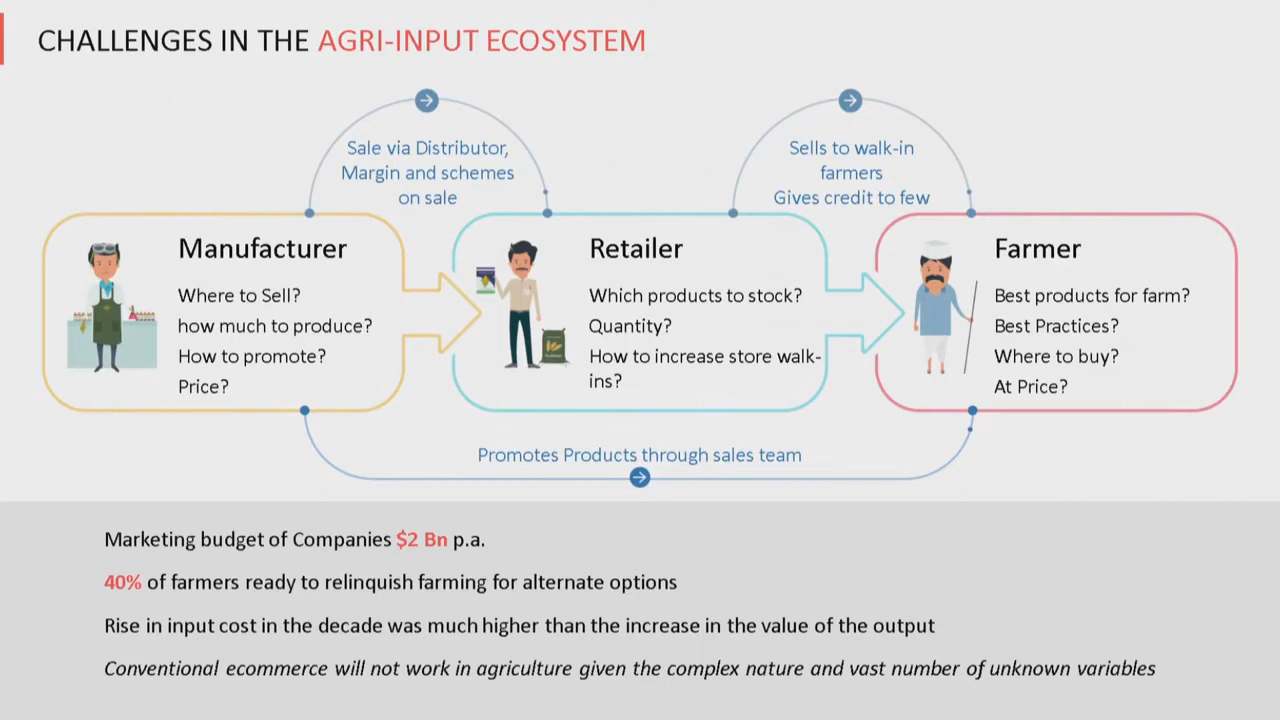 CHALLENGES IN THE AGRI-INPUT ECOSYSTEM
Sale via Distributor,
Margin and schemes
on sale
Sells to walk-in
farmers
Gives credit to few
Manufacturer
Where to Sell?
how much to produce?
How to promote?
Price?
Retailer
Which products to stock?
Quantity?
How to increase store walk-
ins?
Farmer
Best products for farm?
Best Practices?
Where to buy?
At Price?
Promotes Products through sales team
Marketing budget of Companies $2 Bn p.a.
40% of farmers ready to relinquish farming for alternate options
Rise in input cost in the decade was much higher than the increase in the value of the output
Conventional ecommerce will not work in agriculture given the complex nature and vast number of unknown variables